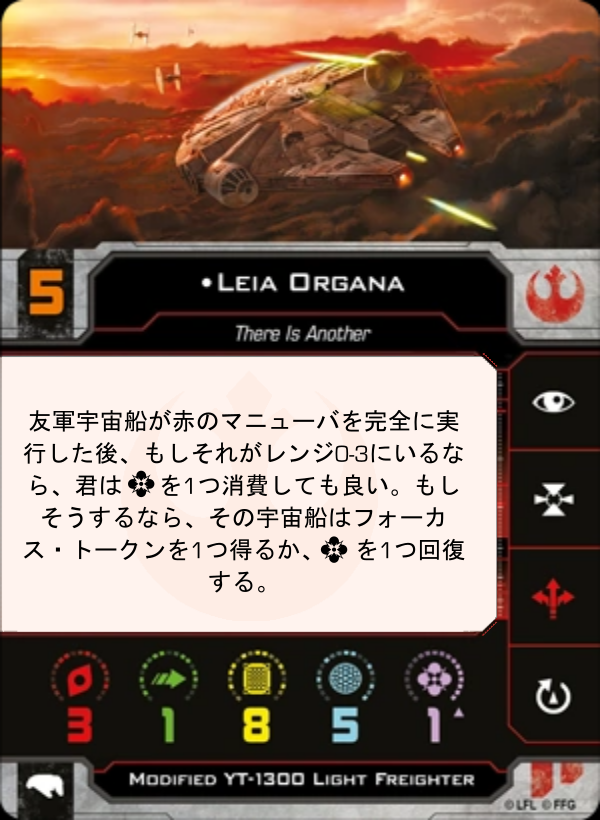 5
•Leia Organa
There Is Another
友軍宇宙船が赤のマニューバを完全に実
行した後、もしそれがレンジ0-3にいるな
ら、君は を1つ消費しても良い。もし
そうするなら、その宇宙船はフォーカ
ス・トークンを1つ得るか、 を1つ回復
する。
3 1 8 5 1
Modified YT-1300 Light Freighter
©LFL ©FFG